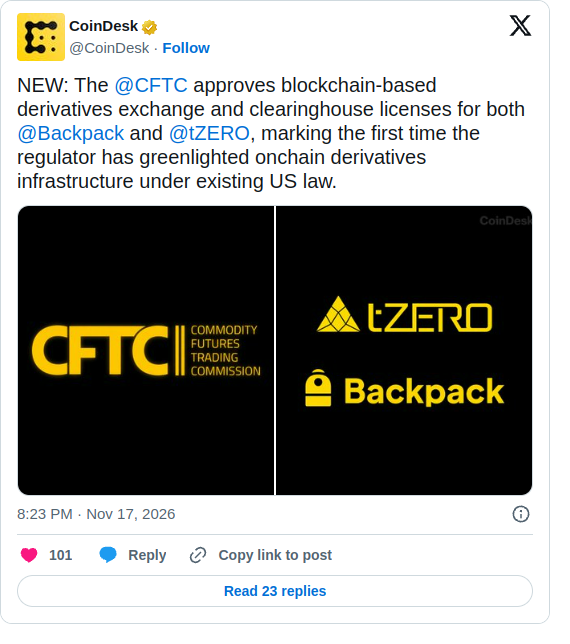 CoinDesk
@CoinDesk · Follow
NEW: The @CFTC approves blockchain-based
derivatives exchange and clearinghouse licenses for both
@Backpack and @tZERO, marking the first time the
regulator has greenlighted onchain derivatives
infrastructure under existing US law.
CoinDesk
CFTC
COMMODITY
FUTURES
TRADING
COMMISSION
tZERO
Backpack
8:23 PM · Nov 17, 2026
101 Reply Copy link to post
Read 23 replies